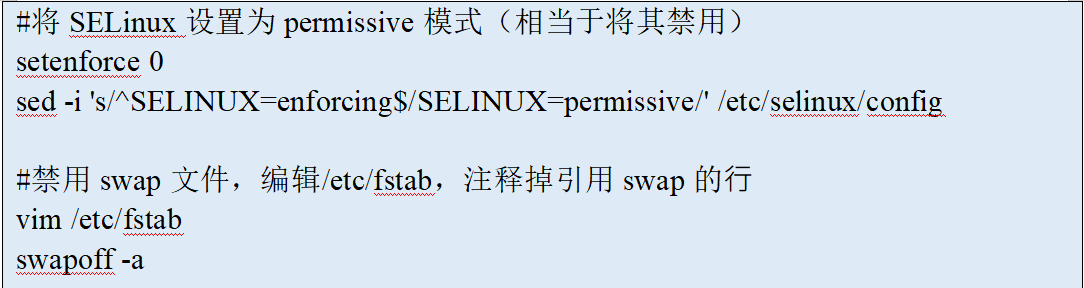 #将 SELinux 设置为 permissive 模式（相当于将其禁用）
setenforce 0
sed -i 's/^SELINUX=enforcing$/SELINUX=permissive/' /etc/selinux/config
#禁用 swap 文件，编辑/etc/fstab，注释掉引用 swap 的行
vim /etc/fstab
swapoff -a